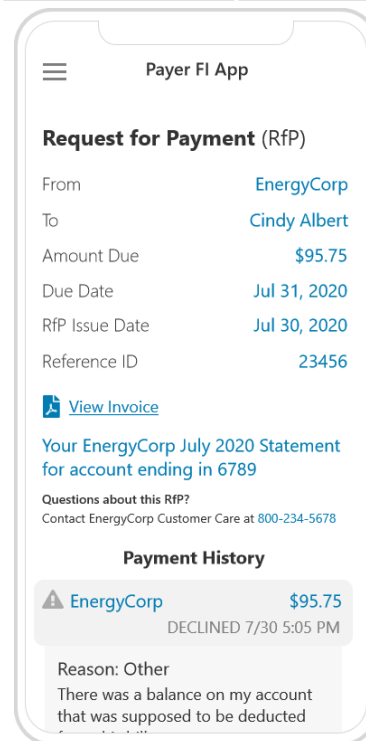 Payer FI App
Request for Payment (RfP)
From EnergyCorp
To Cindy Albert
Amount Due $95.75
Due Date Jul 31, 2020
RfP Issue Date Jul 30, 2020
Reference ID 23456
View Invoice
Your EnergyCorp July 2020 Statement
for account ending in 6789
Questions about this RfP?
Contact EnergyCorp Customer Care at 800-234-5678
Payment History
EnergyCorp $95.75
DECLINED 7/30 5:05 PM
Reason: Other
There was a balance on my account
that was supposed to be deducted